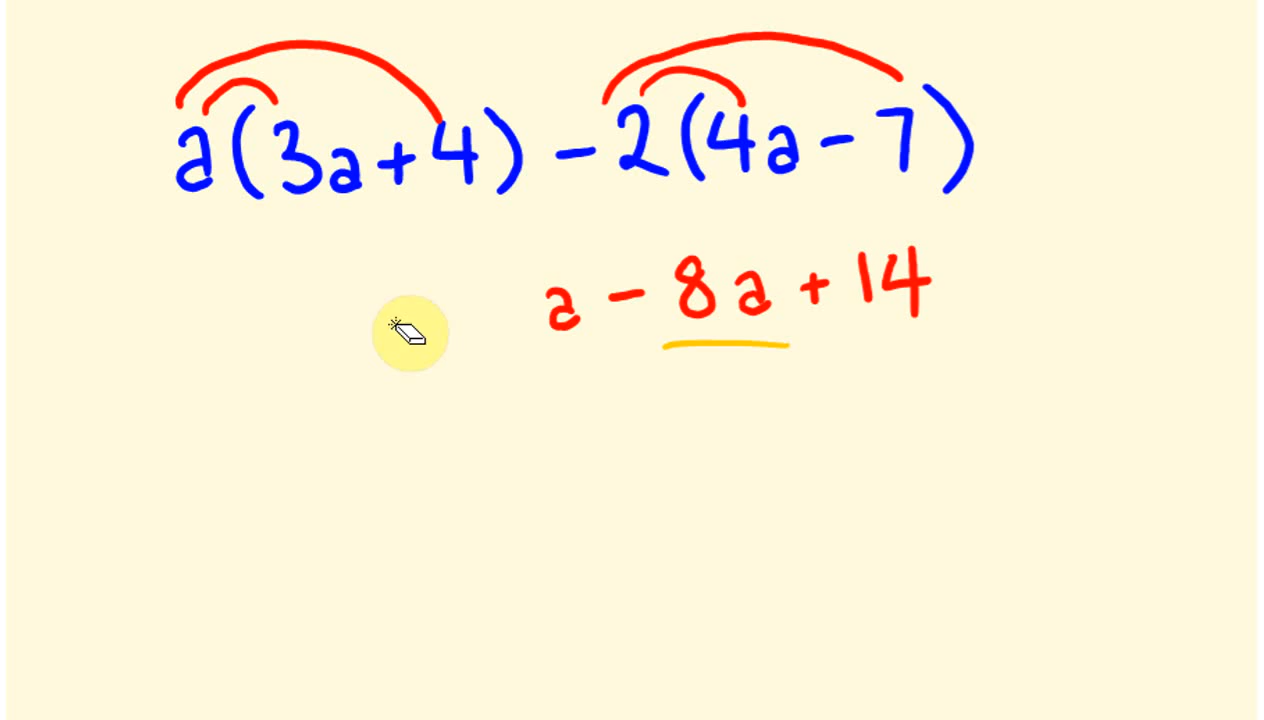 a(3a+4) - 2(4a - 7)
a - 8a + 14